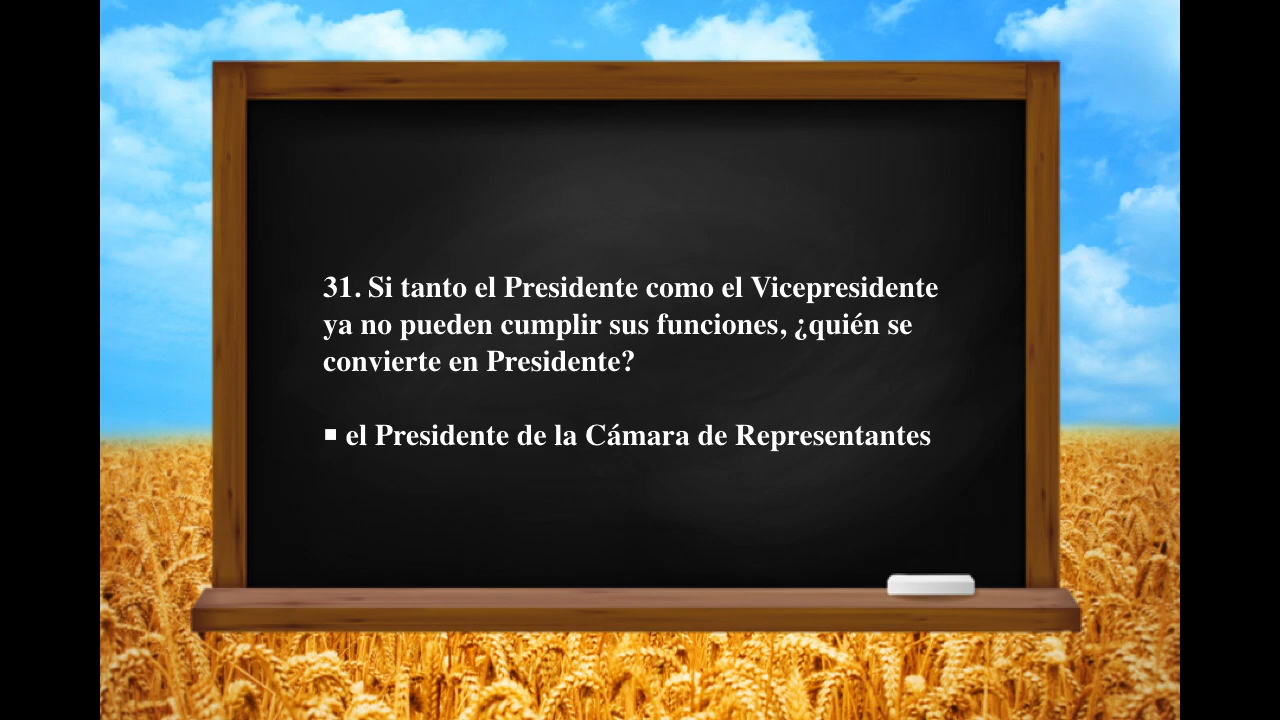 31. Si tanto el Presidente como el Vicepresidente
ya no pueden cumplir sus funciones, ¿quién se
convierte en Presidente?
▪ el Presidente de la Cámara de Representantes